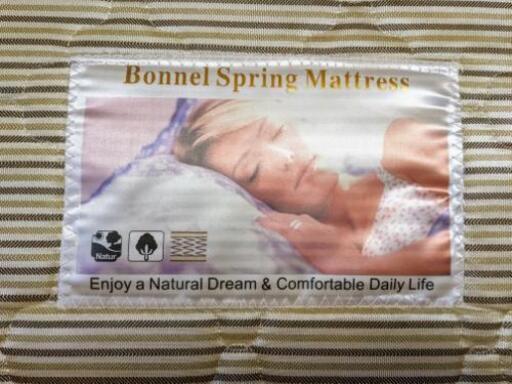 Bonnel Spring Mattress
Natur
Enjoy a Natural Dream & Comfortable Daily Life